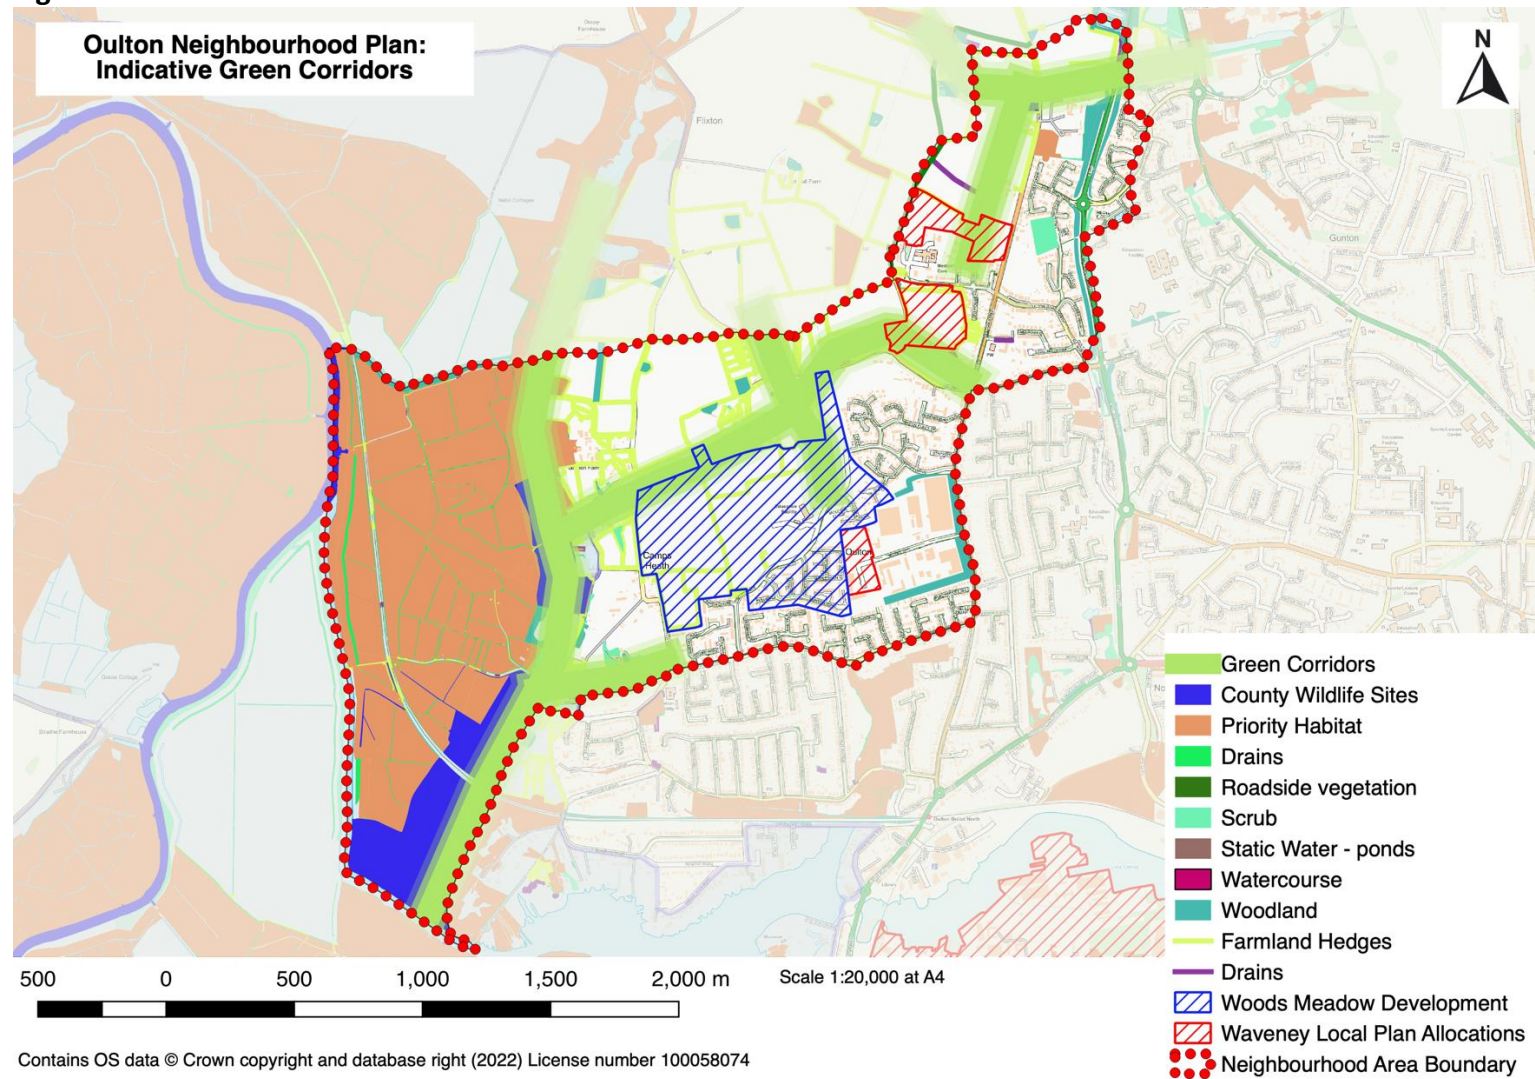 Oulton Neighbourhood Plan:
Indicative Green Corridors
N
Flixton
Gunton
Camps
Heath
Oulton
Green Corridors
County Wildlife Sites
Priority Habitat
Drains
Roadside vegetation
Scrub
Static Water - ponds
Watercourse
Woodland
Farmland Hedges
Drains
Woods Meadow Development
Waveney Local Plan Allocations
Neighbourhood Area Boundary
500 0 500 1,000 1,500 2,000 m
Scale 1:20,000 at A4
Contains OS data © Crown copyright and database right (2022) License number 100058074